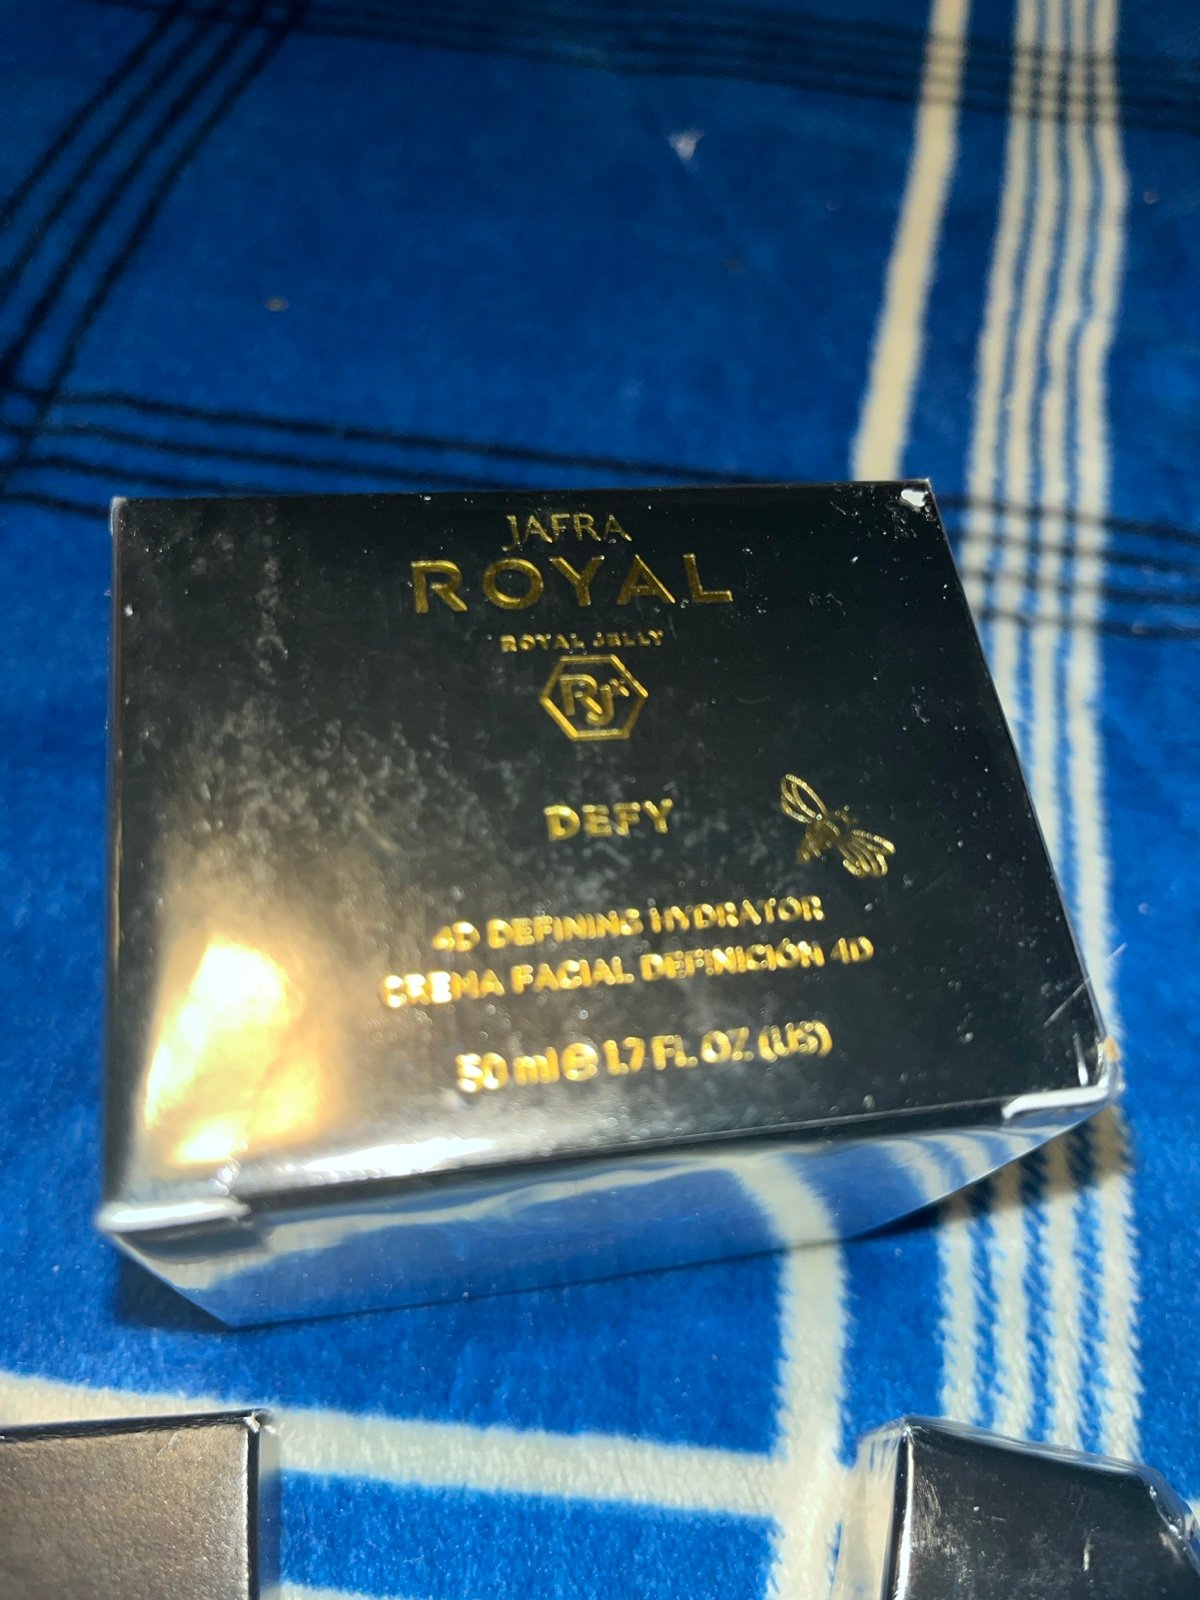 JAFRA
ROYAL
ROYAL JELLY
RJx
DEFY
4D DEFINING HYDRATOR
CREMA FACIAL DEFINICIÓN 4D
50 ml e 1.7 FL. OZ. (US)